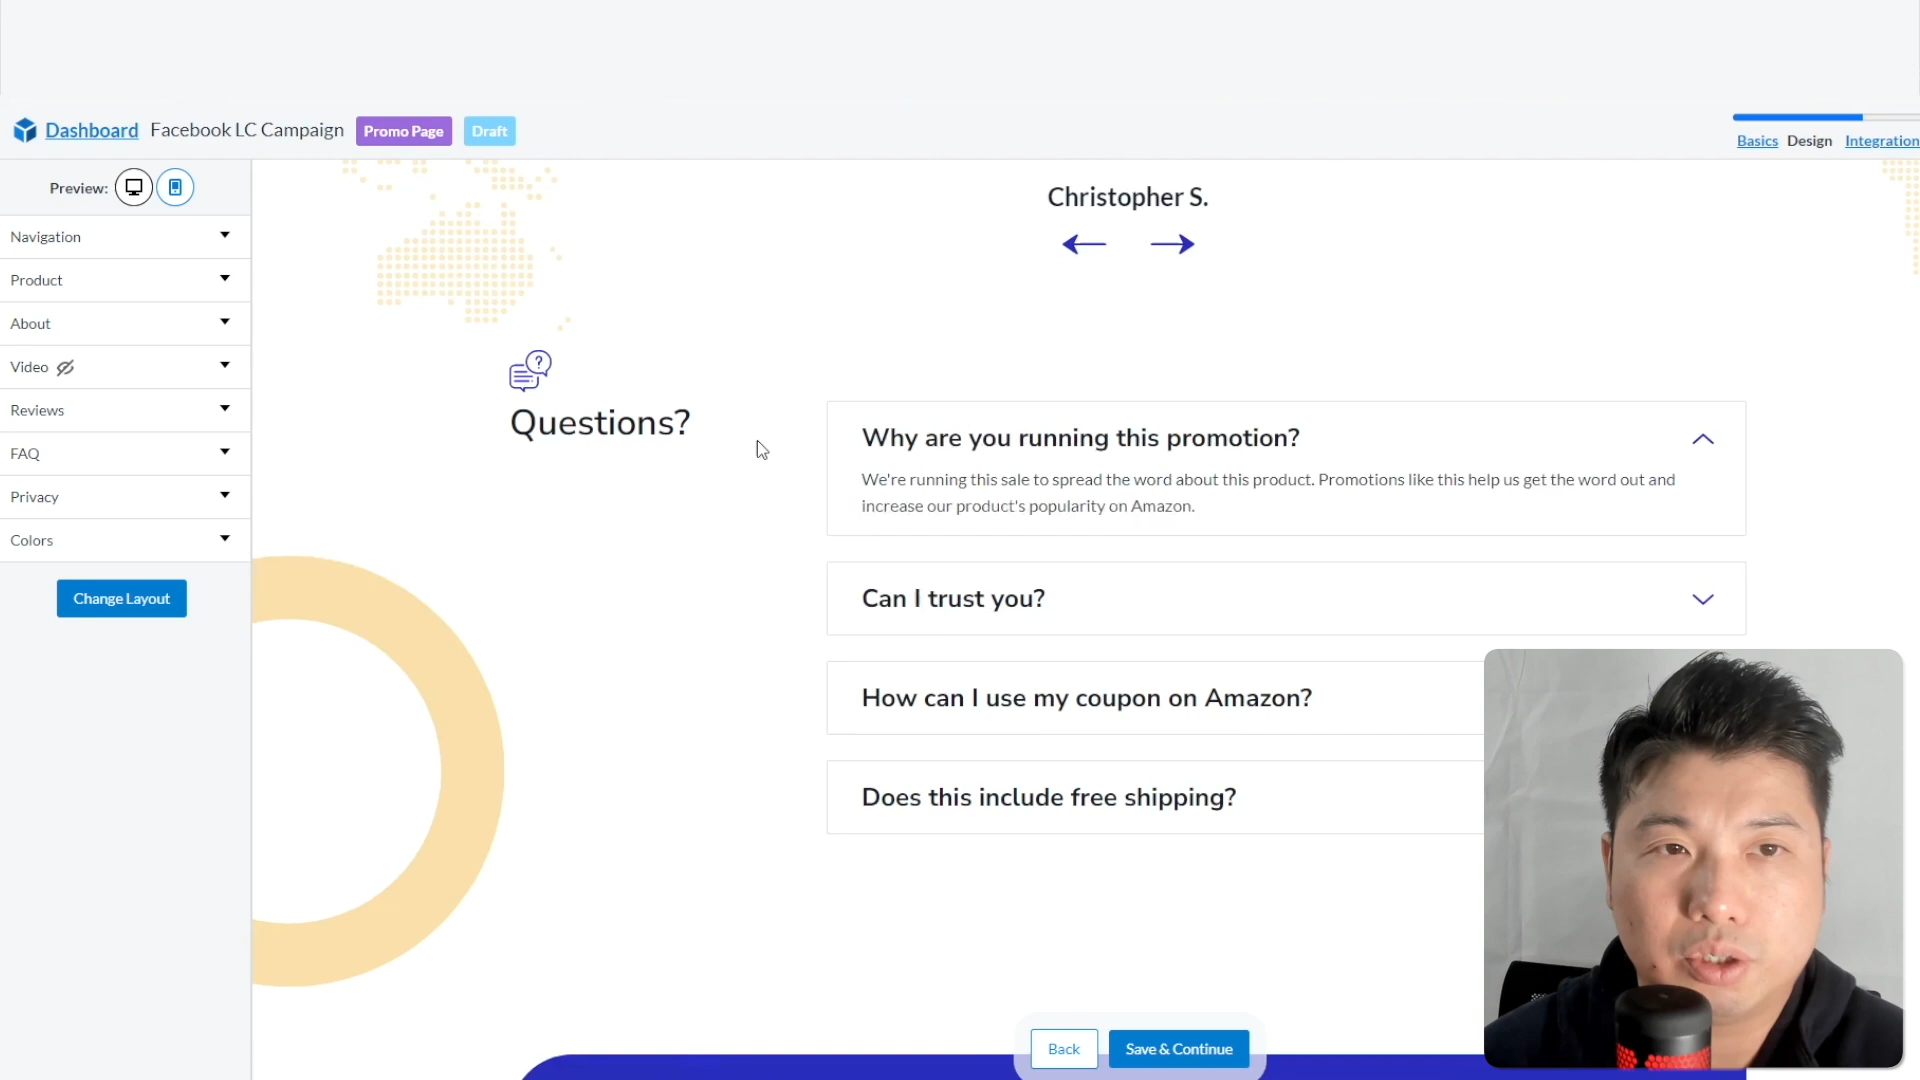 Dashboard Facebook LC Campaign Promo Page Draft
Basics Design Integration
Preview:
Navigation
Product
About
Video
Reviews
FAQ
Privacy
Colors
Change Layout
Christopher S.
?
Questions?
Why are you running this promotion?
We're running this sale to spread the word about this product. Promotions like this help us get the word out and
increase our product's popularity on Amazon.
Can I trust you?
How can I use my coupon on Amazon?
Does this include free shipping?
Back Save & Continue